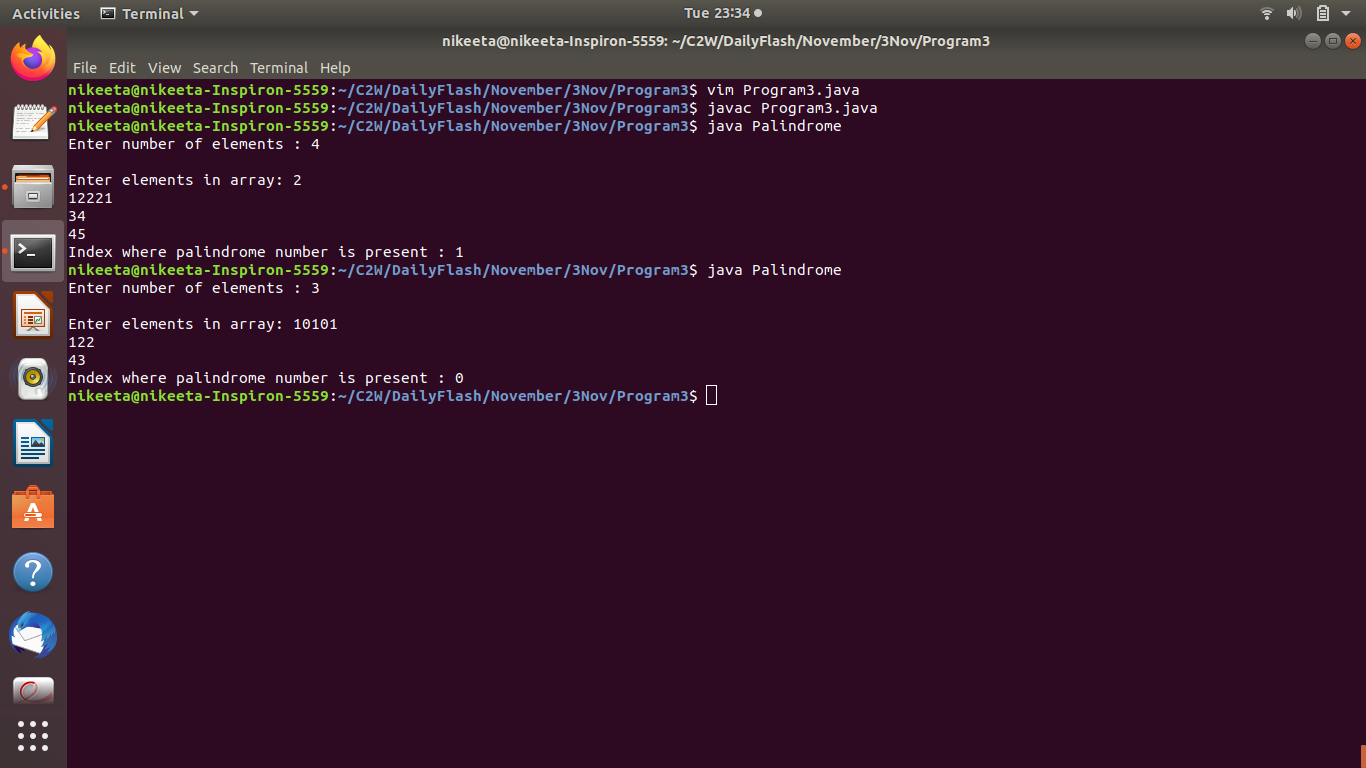 Activities Terminal Tue 23:34
nikeeta@nikeeta-Inspiron-5559: ~/C2W/DailyFlash/November/3Nov/Program3
File Edit View Search Terminal Help
nikeeta@nikeeta-Inspiron-5559:~/C2W/DailyFlash/November/3Nov/Program3$ vim Program3.java
nikeeta@nikeeta-Inspiron-5559:~/C2W/DailyFlash/November/3Nov/Program3$ javac Program3.java
nikeeta@nikeeta-Inspiron-5559:~/C2W/DailyFlash/November/3Nov/Program3$ java Palindrome
Enter number of elements : 4
Enter elements in array: 2
12221
34
45
Index where palindrome number is present : 1
nikeeta@nikeeta-Inspiron-5559:~/C2W/DailyFlash/November/3Nov/Program3$ java Palindrome
Enter number of elements : 3
Enter elements in array: 10101
122
43
Index where palindrome number is present : 0
nikeeta@nikeeta-Inspiron-5559:~/C2W/DailyFlash/November/3Nov/Program3$